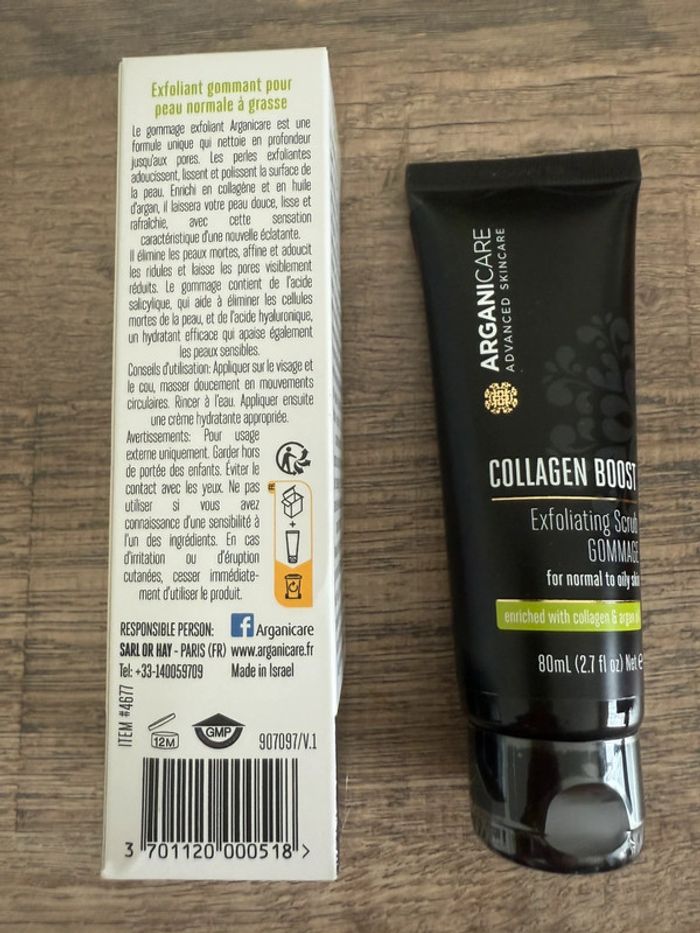 Exfoliant gommant pour
peau normale à grasse
Le gommage exfoliant Arganicare est une
formule unique qui nettoie en profondeur
jusqu'aux pores. Les perles exfoliantes
adoucissent, lissent et polissent la surface de
la peau. Enrichi en collagène et en huile
d'argan, il laissera votre peau douce, lisse et
rafraîchie, avec cette sensation
caractéristique d'une nouvelle éclatante.
Il élimine les peaux mortes, affine et adoucit
les ridules et laisse les pores visiblement
réduits. Le gommage contient de l'acide
salicylique, qui aide à éliminer les cellules
mortes de la peau, et de l'acide hyaluronique,
un hydratant efficace qui apaise également
les peaux sensibles.
Conseils d'utilisation: Appliquer sur le visage et
le cou, masser doucement en mouvements
circulaires. Rincer à l'eau. Appliquer ensuite
une crème hydratante appropriée.
Avertissements: Pour usage
externe uniquement. Garder hors
de portée des enfants. Éviter le
contact avec les yeux. Ne pas
utiliser si vous avez
connaissance d'une sensibilité à
l'un des ingrédients. En cas
d'irritation ou d'éruption
cutanées, cesser immédiate-
ment d'utiliser le produit.
FR
+
RESPONSIBLE PERSON:
SARL OR HAY - PARIS (FR)
Tel: +33-140059709
f Arganicare
www.arganicare.fr
Made in Israel
ITEM #4677
12M
GMP
907097/V.1
3 701120 000518 >
ARGANICARE
ADVANCED SKINCARE
COLLAGEN BOOST
Exfoliating Scrub
GOMMAGE
for normal to oily skin
enriched with collagen & argan
80mL (2.7 fl oz) Net e